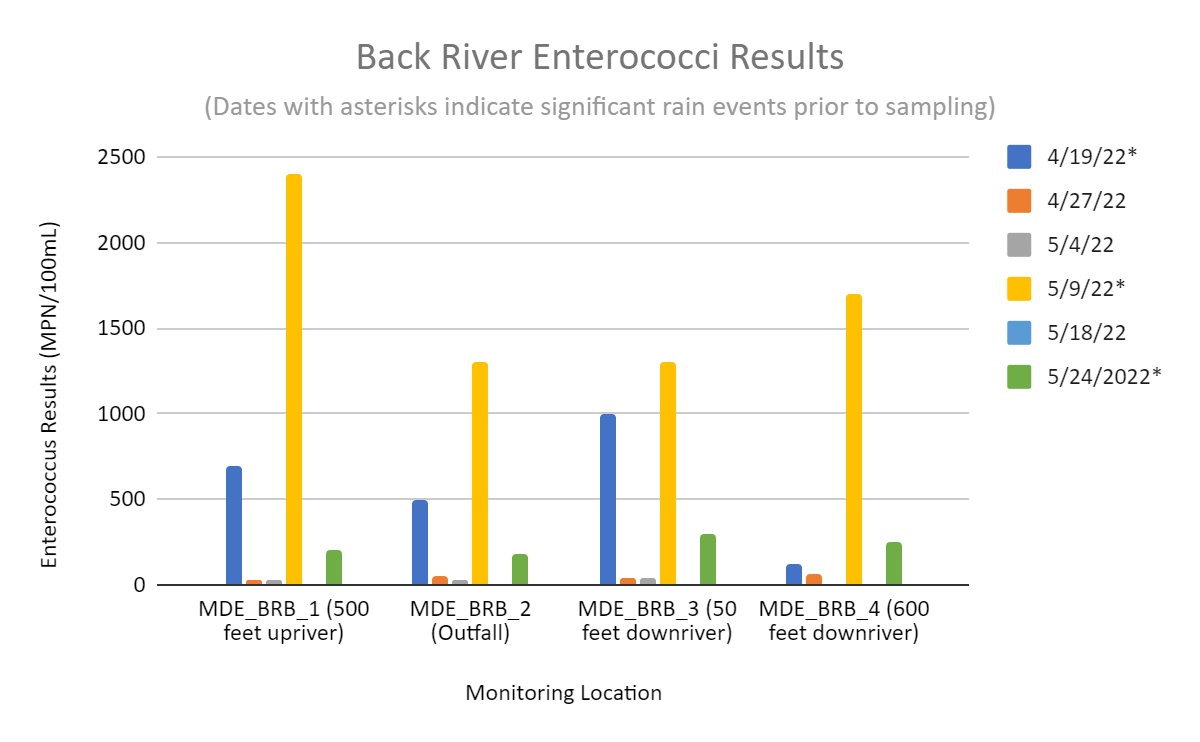 Back River Enterococci Results
(Dates with asterisks indicate significant rain events prior to sampling)
Enterococcus Results (MPN/100mL)
2500
2000
1500
1000
500
0
MDE_BRB_1 (500
feet upriver)
MDE_BRB_2
(Outfall)
MDE_BRB_3 (50
feet downriver)
MDE_BRB_4 (600
feet downriver)
Monitoring Location
4/19/22*
4/27/22
5/4/22
5/9/22*
5/18/22
5/24/2022*